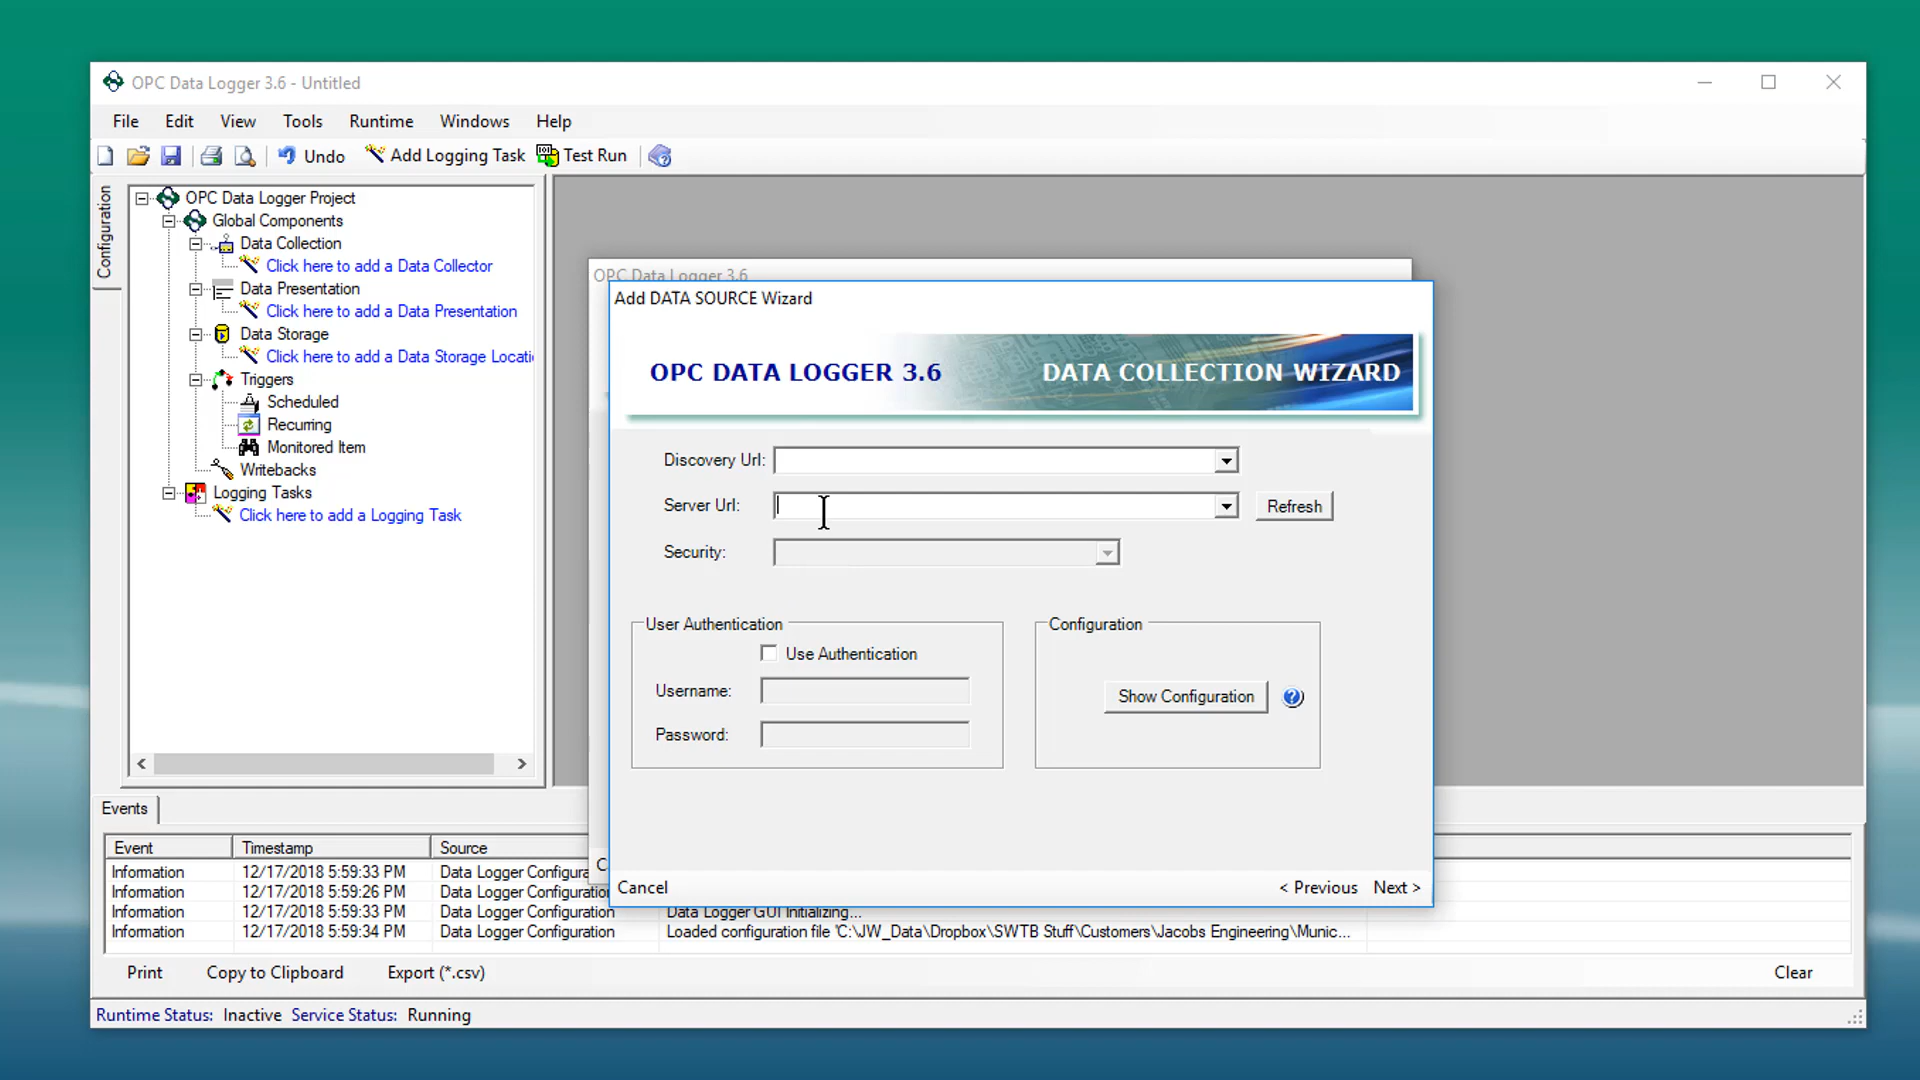 OPC Data Logger 3.6 - Untitled
File Edit View Tools Runtime Windows Help
Undo Add Logging Task Test Run
Configuration
OPC Data Logger Project
Global Components
Data Collection
Click here to add a Data Collector
Data Presentation
Click here to add a Data Presentation
Data Storage
Click here to add a Data Storage Locati
Triggers
Scheduled
Recurring
Monitored Item
Writebacks
Logging Tasks
Click here to add a Logging Task
OPC Data Logger 3.6
Add DATA SOURCE Wizard
OPC DATA LOGGER 3.6 DATA COLLECTION WIZARD
Discovery Url:
Server Url: Refresh
Security:
User Authentication
Use Authentication
Username:
Password:
Configuration
Show Configuration
C
Cancel < Previous Next >
Events
Event Timestamp Source
Information 12/17/2018 5:59:33 PM Data Logger Configura
Information 12/17/2018 5:59:26 PM Data Logger Configuration
Information 12/17/2018 5:59:33 PM Data Logger Configuration Data Logger GUI Initializing...
Information 12/17/2018 5:59:34 PM Data Logger Configuration Loaded configuration file 'C:\JW_Data\Dropbox\SWTB Stuff\Customers\Jacobs Engineering\Munic...
Print Copy to Clipboard Export (*.csv) Clear
Runtime Status: Inactive Service Status: Running